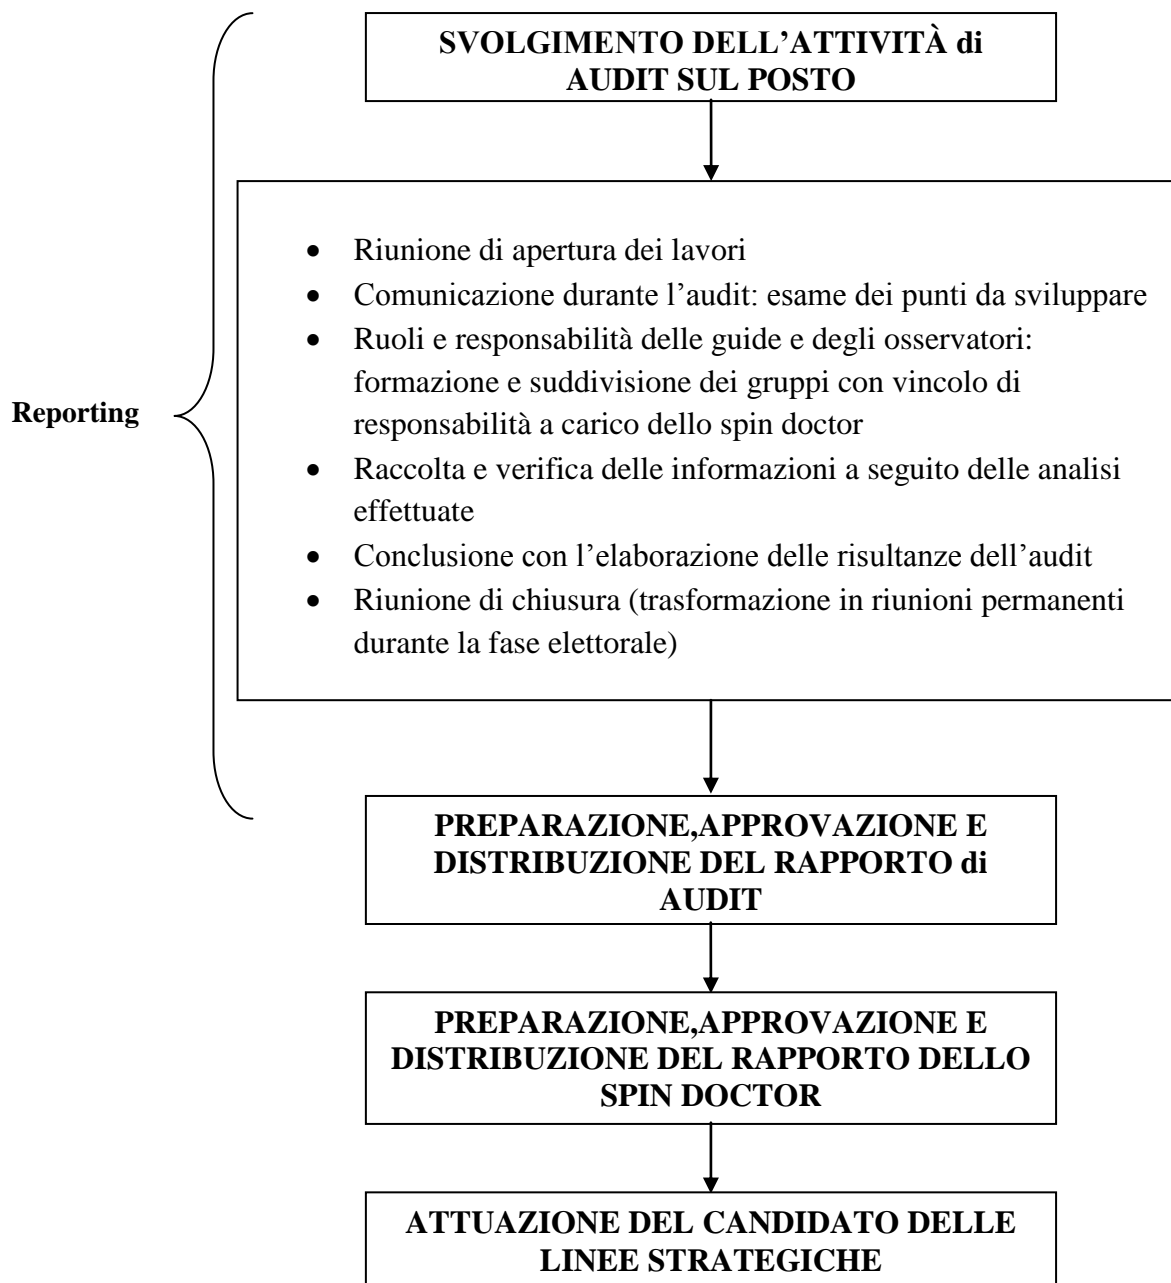 SVOLGIMENTO DELL’ATTIVITÀ di
AUDIT SUL POSTO
• Riunione di apertura dei lavori
• Comunicazione durante l’audit: esame dei punti da sviluppare
• Ruoli e responsabilità delle guide e degli osservatori:
formazione e suddivisione dei gruppi con vincolo di
responsabilità a carico dello spin doctor
Reporting
• Raccolta e verifica delle informazioni a seguito delle analisi
effettuate
• Conclusione con l’elaborazione delle risultanze dell’audit
• Riunione di chiusura (trasformazione in riunioni permanenti
durante la fase elettorale)
PREPARAZIONE,APPROVAZIONE E
DISTRIBUZIONE DEL RAPPORTO di
AUDIT
PREPARAZIONE,APPROVAZIONE E
DISTRIBUZIONE DEL RAPPORTO DELLO
SPIN DOCTOR
ATTUAZIONE DEL CANDIDATO DELLE
LINEE STRATEGICHE